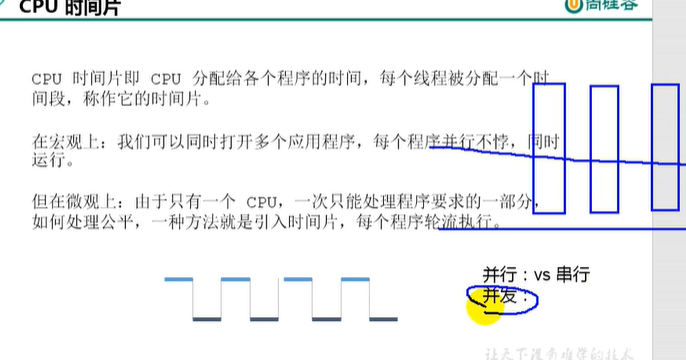 CPU 时间片
尚硅谷
CPU 时间片即 CPU 分配给各个程序的时间，每个线程被分配一个时
间段，称作它的时间片。
在宏观上：我们可以同时打开多个应用程序，每个程序并行不悖，同时
运行。
但在微观上：由于只有一个 CPU，一次只能处理程序要求的一部分，
如何处理公平，一种方法就是引入时间片，每个程序轮流执行。
并行：vs 串行
并发：
让天下没有难学的技术